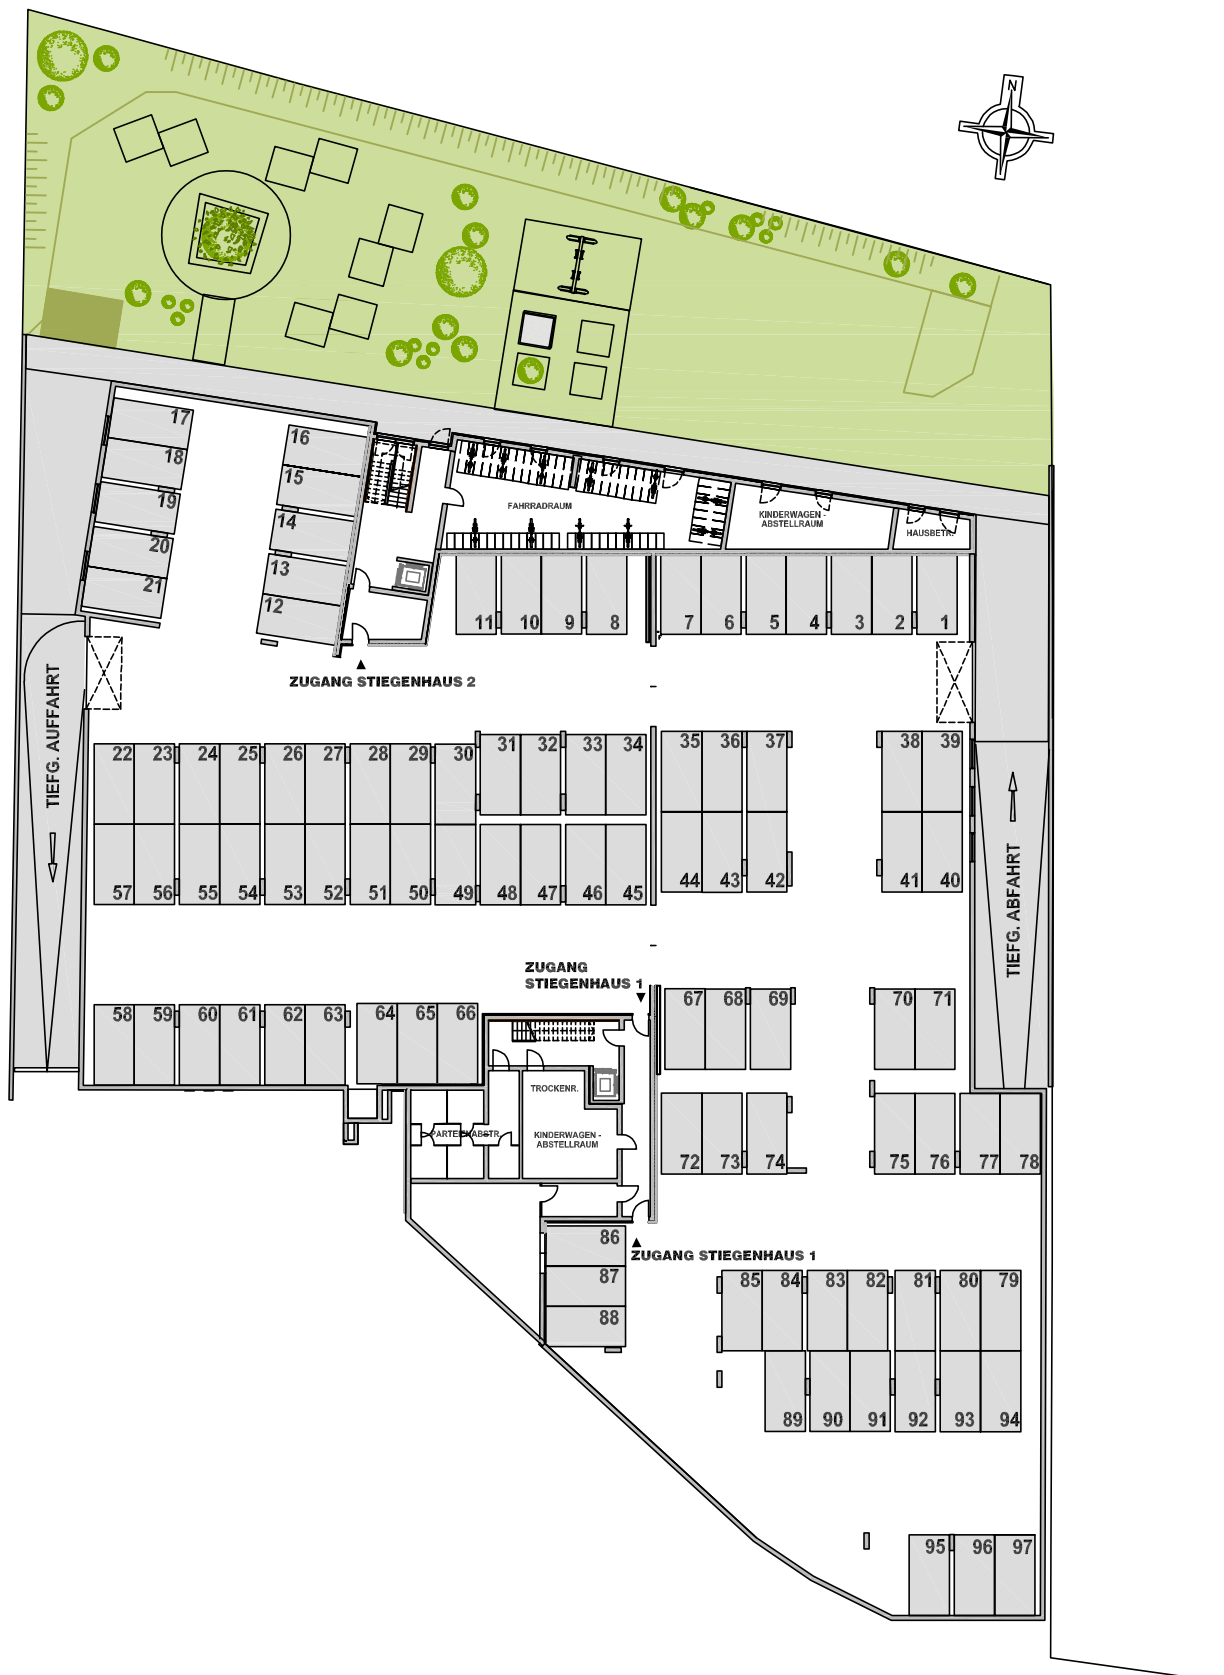 N
17
18
19
20
21
16
15
14
13
12
FAHRRADRAUM
KINDERWAGEN -
ABSTELLRAUM
HAUSBETR.
11 10 9 8 7 6 5 4 3 2 1
ZUGANG STIEGENHAUS 2
TIEFG. AUFFAHRT
22 23 24 25 26 27 28 29 30 31 32 33 34 35 36 37 38 39
57 56 55 54 53 52 51 50 49 48 47 46 45 44 43 42 41 40
TIEFG. ABFAHRT
ZUGANG
STIEGENHAUS 1
58 59 60 61 62 63 64 65 66 67 68 69 70 71
TROCKENR.
PARTEIENABSTR.
KINDERWAGEN -
ABSTELLRAUM
72 73 74 75 76 77 78
86
87
88
ZUGANG STIEGENHAUS 1
85 84 83 82 81 80 79
89 90 91 92 93 94
95 96 97